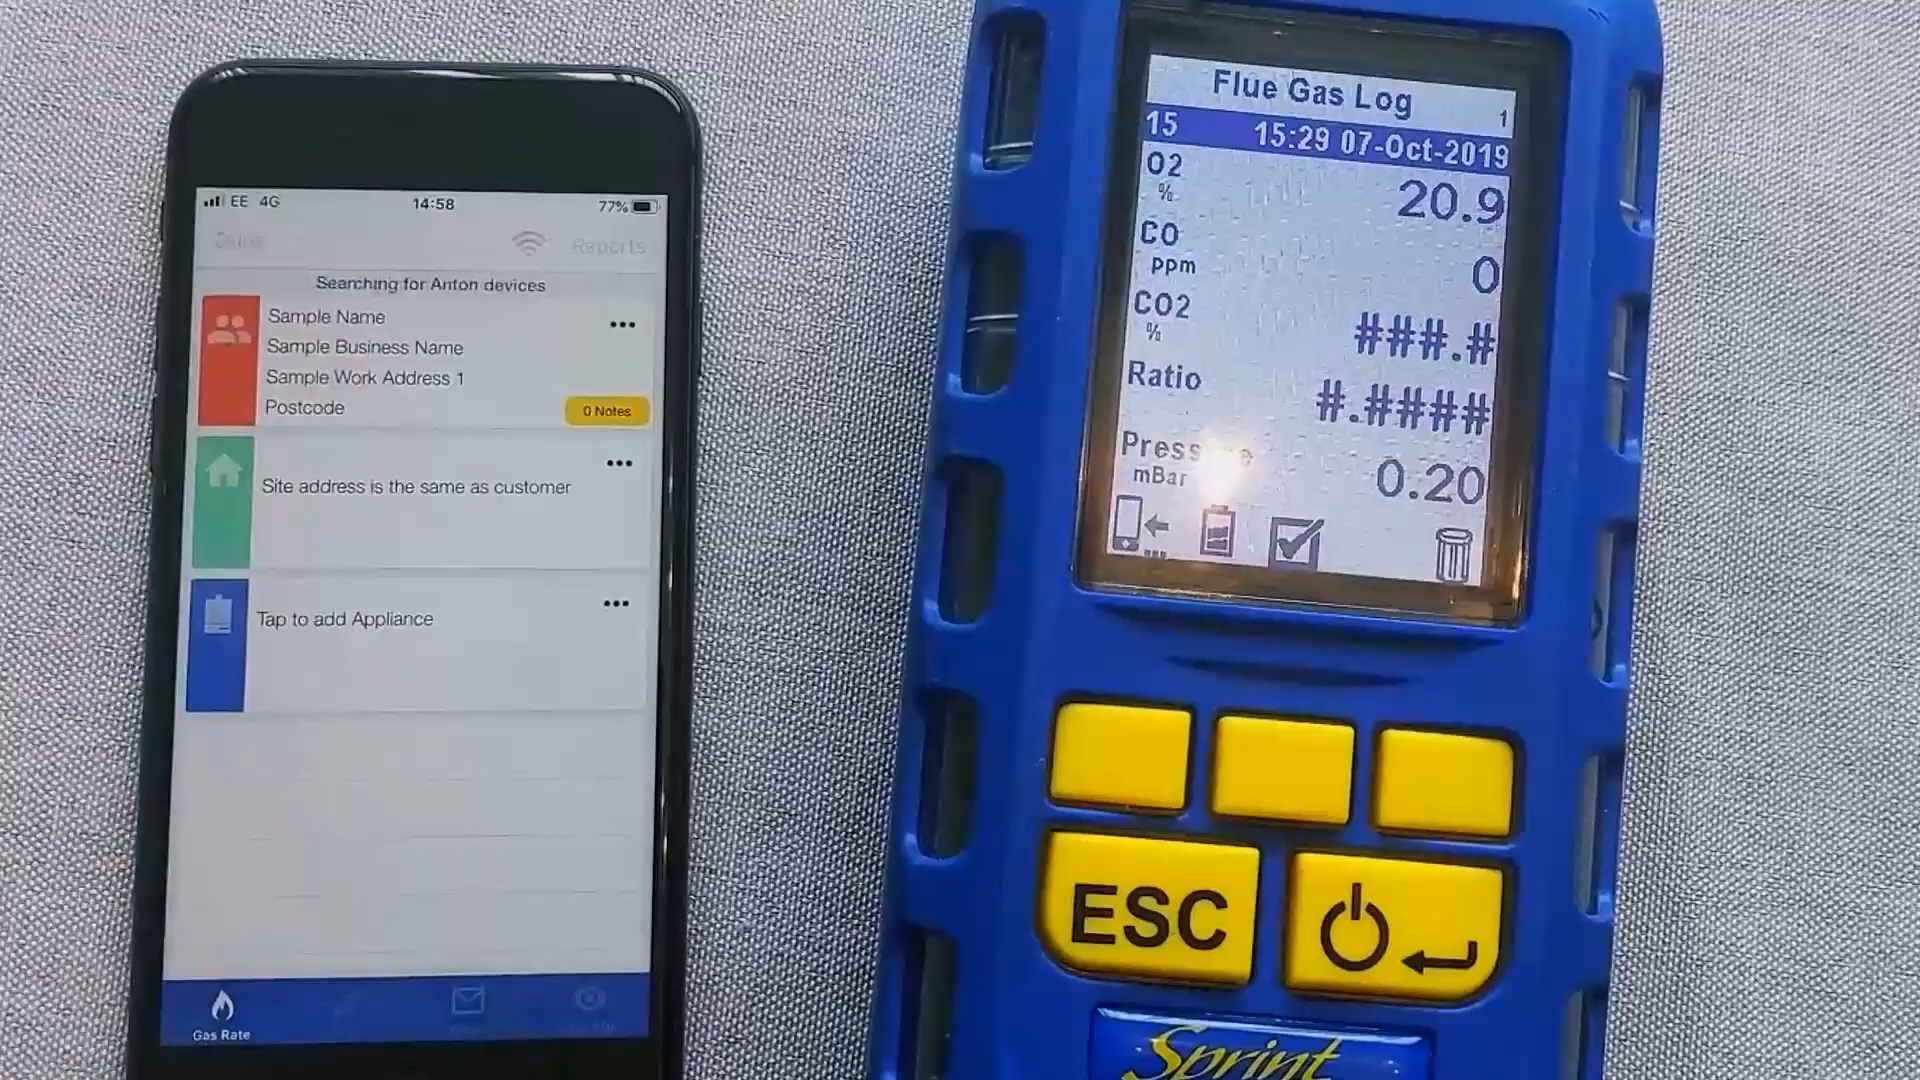 EE 4G 14:58 77%
Reports
Searching for Anton devices
Sample Name
Sample Business Name
Sample Work Address 1
Postcode
0 Notes
Site address is the same as customer
Tap to add Appliance
Gas Rate
Flue Gas Log 1
15 15:29 07-Oct-2019
O2
% 20.9
CO
ppm 0
CO2
% ###.#
Ratio
#.####
Pressure
mBar 0.20
ESC
Sprint